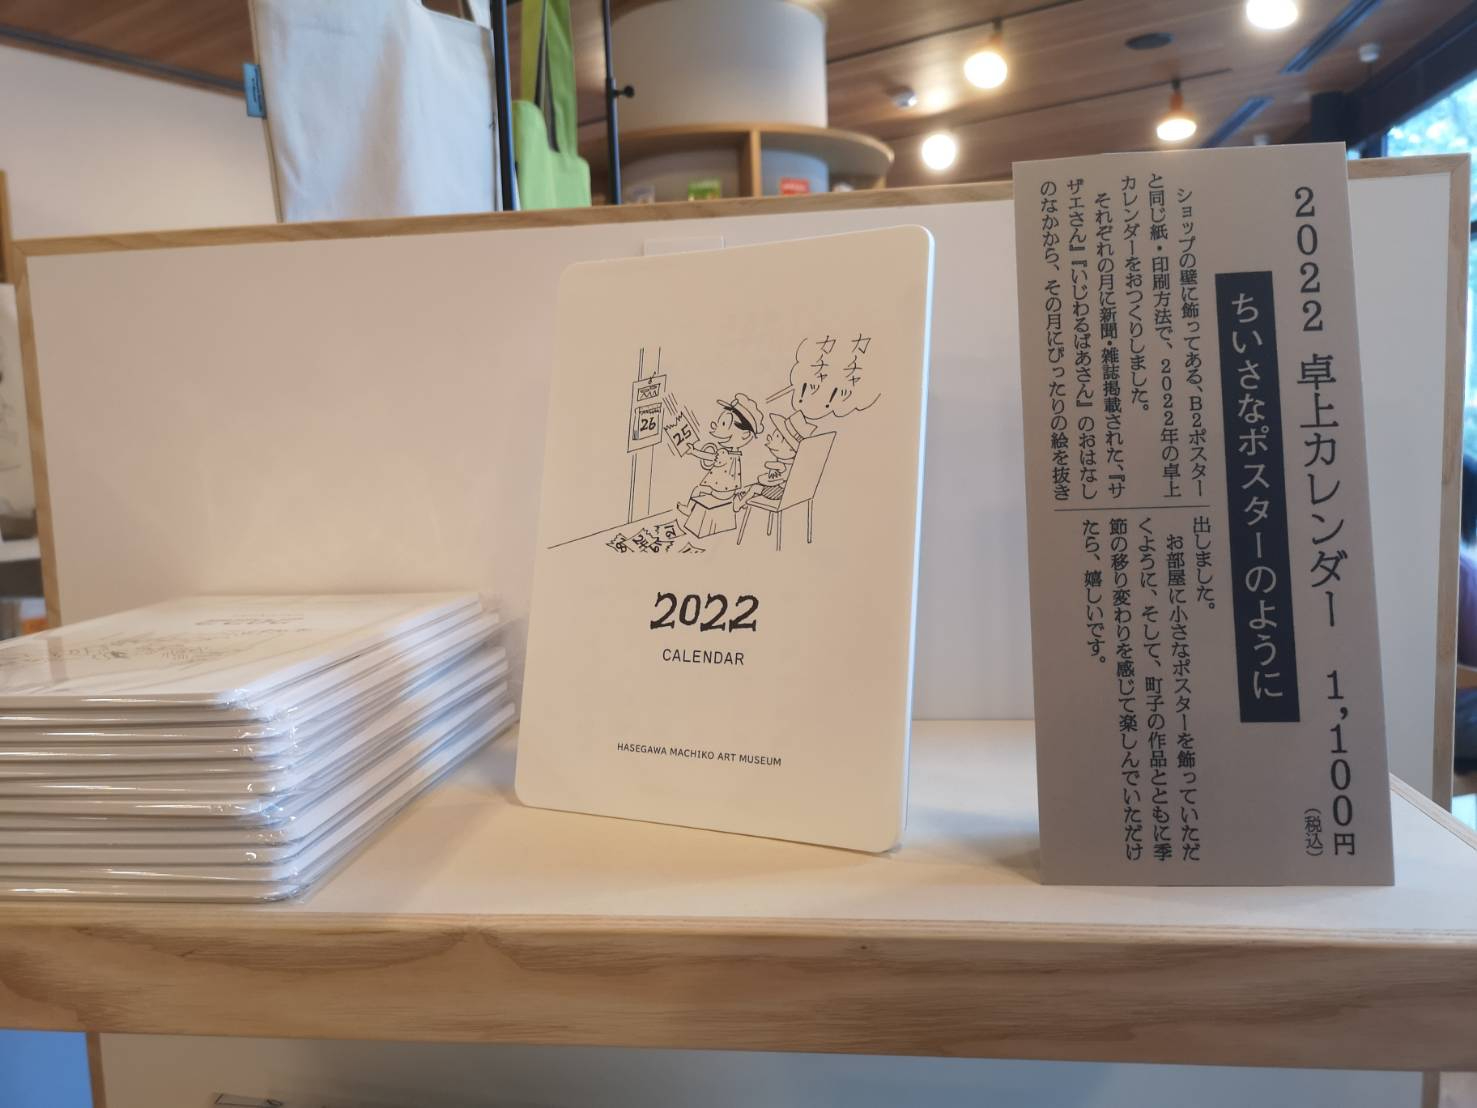 カチャッ!
カチャッ!
26
25
2022
CALENDAR
HASEGAWA MACHIKO ART MUSEUM
2022 卓上カレンダー 1,100円
(税込)
ちいさなポスターのように
ショップの壁に飾ってある、B2ポスター
と同じ紙・印刷方法で、2022年の卓上
カレンダーをおつくりしました。
それぞれの月に新聞・雑誌掲載された、『サ
ザエさん』『いじわるばあさん』のおはなし
のなかから、その月にぴったりの絵を抜き
出しました。
お部屋に小さなポスターを飾っていただ
くように、そして、町子の作品とともに季
節の移り変わりを感じて楽しんでいただけ
たら、嬉しいです。